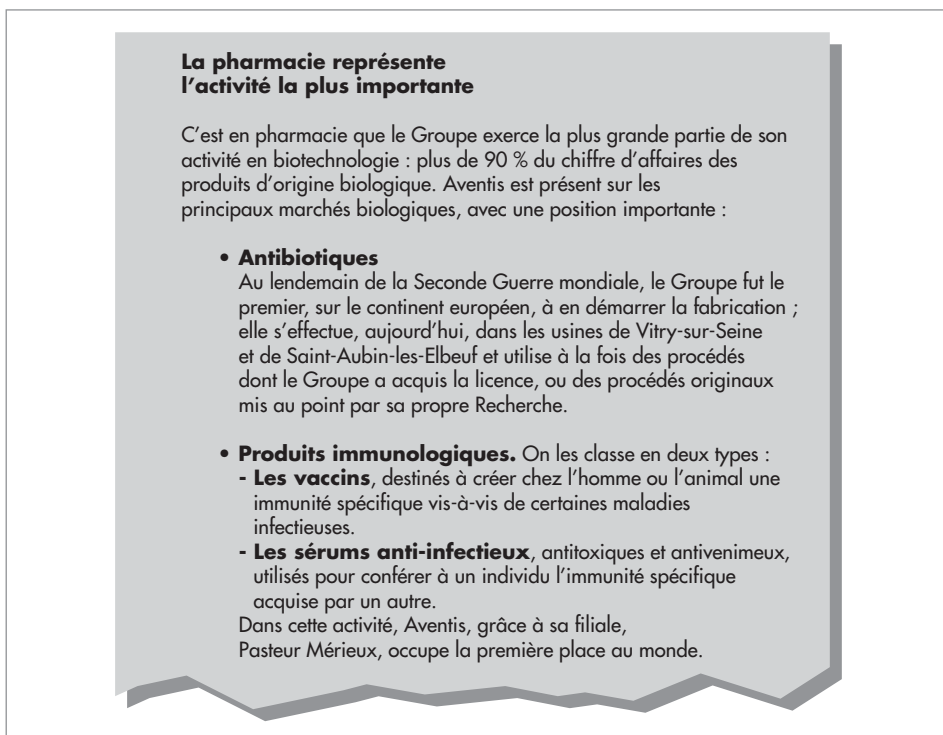 La pharmacie représente
l’activité la plus importante
C’est en pharmacie que le Groupe exerce la plus grande partie de son
activité en biotechnologie : plus de 90 % du chiffre d’affaires des
produits d’origine biologique. Aventis est présent sur les
principaux marchés biologiques, avec une position importante :
• Antibiotiques
Au lendemain de la Seconde Guerre mondiale, le Groupe fut le
premier, sur le continent européen, à en démarrer la fabrication ;
elle s’effectue, aujourd’hui, dans les usines de Vitry-sur-Seine
et de Saint-Aubin-les-Elbeuf et utilise à la fois des procédés
dont le Groupe a acquis la licence, ou des procédés originaux
mis au point par sa propre Recherche.
• Produits immunologiques. On les classe en deux types :
- Les vaccins, destinés à créer chez l’homme ou l’animal une
immunité spécifique vis-à-vis de certaines maladies
infectieuses.
- Les sérums anti-infectieux, antitoxiques et antivenimeux,
utilisés pour conférer à un individu l’immunité spécifique
acquise par un autre.
Dans cette activité, Aventis, grâce à sa filiale,
Pasteur Mérieux, occupe la première place au monde.